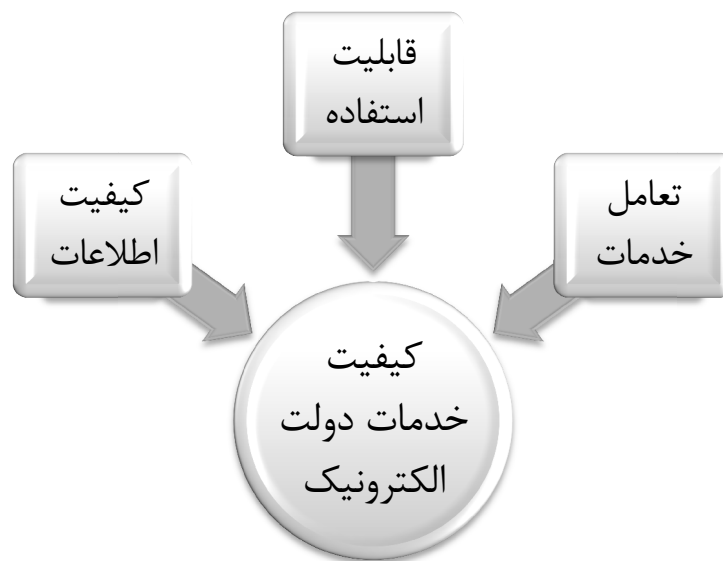 قابلیت
استفاده
تعامل
خدمات
کیفیت
اطلاعات
کیفیت
خدمات دولت
الکترونیک